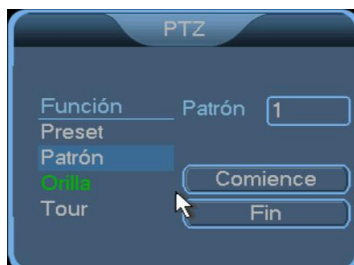 PTZ
Función
Patrón 1
Preset
Patrón
Orilla
Comience
Tour
Fin